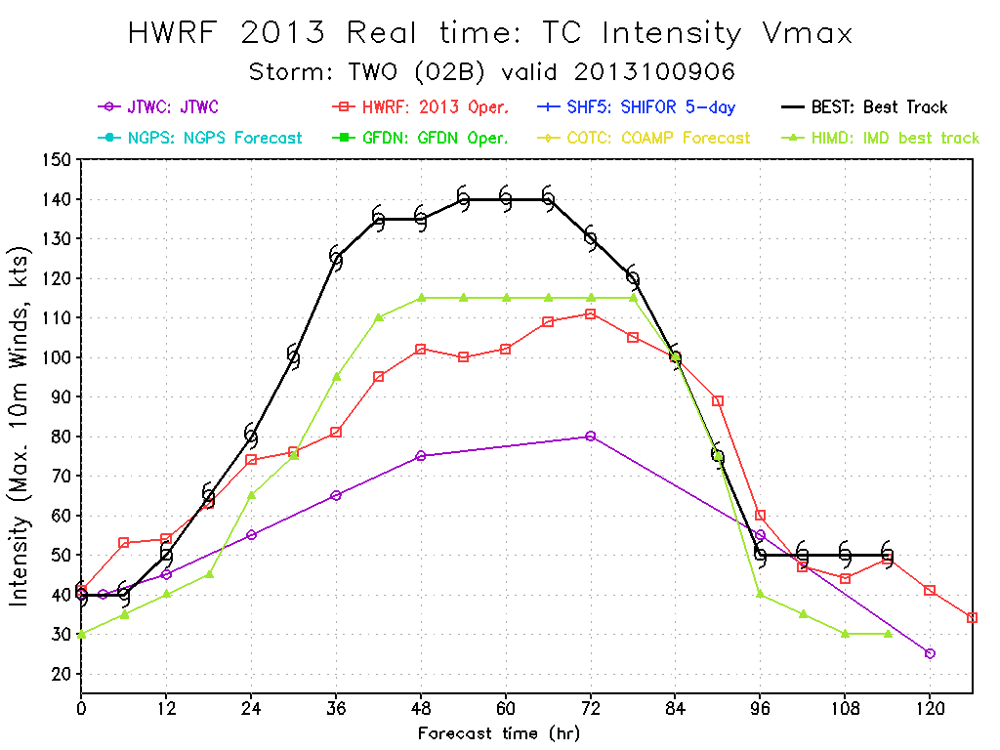 HWRF 2013 Real time: TC Intensity Vmax
Storm: TWO (02B) valid 2013100906
JTWC: JTWC HWRF: 2013 Oper. SHF5: SHIFOR 5-day BEST: Best Track
NGPS: NGPS Forecast GFDN: GFDN Oper. COTC: COAMP Forecast HIMD: IMD best track
Intensity (Max. 10m Winds, kts)
150
140
130
120
110
100
90
80
70
60
50
40
30
20
0 12 24 36 48 60 72 84 96 108 120
Forecast time (hr)